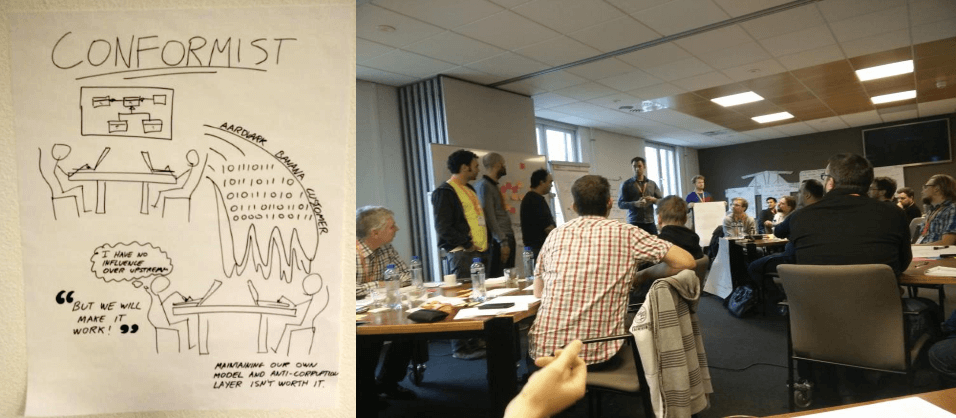 CONFORMIST
AARDVARK BANANA CUSTOMER
I HAVE NO
INFLUENCE
OVER UPSTREAM
"BUT WE WILL
MAKE IT
WORK!"
MAINTAINING OUR OWN
MODEL AND ANTI-CORRUPTION
LAYER ISN'T WORTH IT.